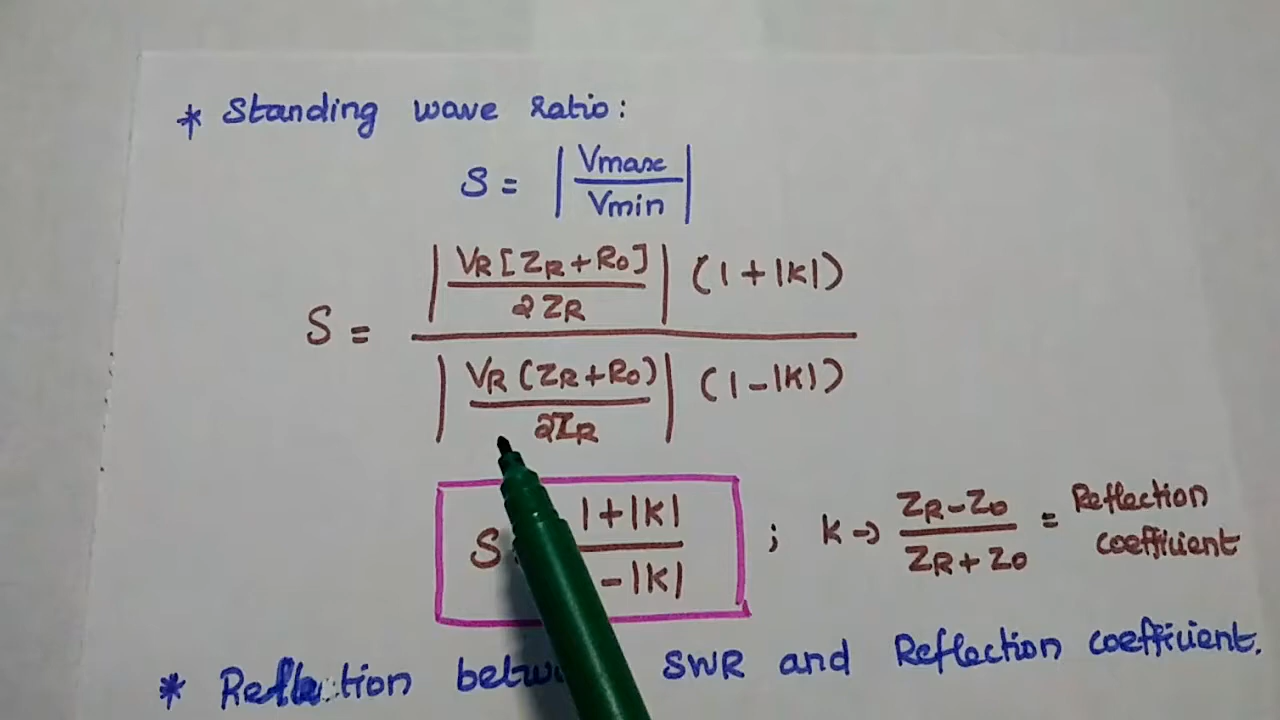 * Standing wave ratio:
S = |Vmax / Vmin|
S = |VR[ZR+R0] / 2ZR| (1+|K|)
|VR(ZR+R0) / 2ZR| (1-|K|)
S 1+|K| / -|K| ; K → ZR-Z0 / ZR+Z0 = Reflection coefficient
* SWR and Reflection coefficient.